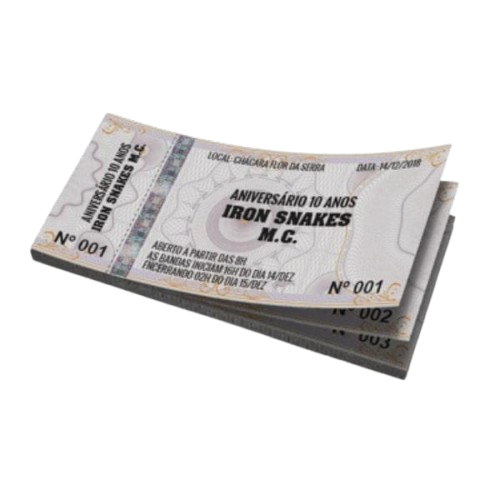 ANIVERSÁRIO 10 ANOS
IRON SNAKES M.C.
Nº 001
LOCAL: CHÁCARA FLOR DA SERRA
DATA: 14/12/2018
ANIVERSÁRIO 10 ANOS
IRON SNAKES
M.C.
ABERTO À PARTIR DAS 8H
AS BANDAS INICIAM 16H DO DIA 14/DEZ
ENCERRANDO 02H DO DIA 15/DEZ
Nº 001
Nº 002
Nº 003